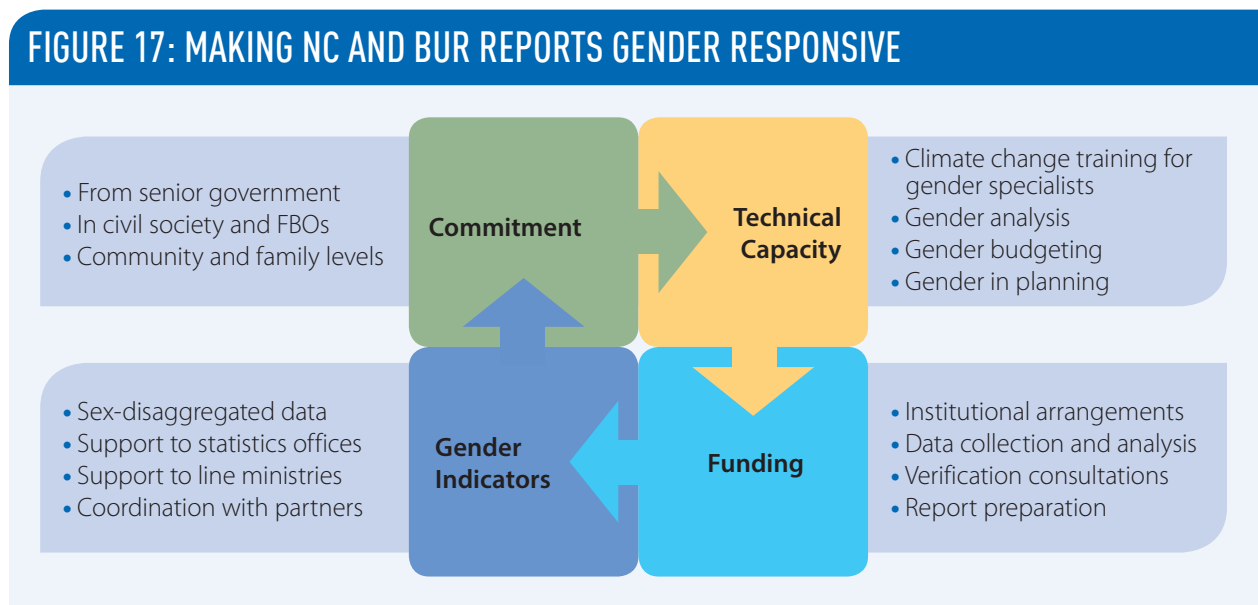 FIGURE 17: MAKING NC AND BUR REPORTS GENDER RESPONSIVE
• From senior government
• In civil society and FBOs
• Community and family levels
Commitment
Technical
Capacity
• Climate change training for
gender specialists
• Gender analysis
• Gender budgeting
• Gender in planning
• Sex-disaggregated data
• Support to statistics offices
• Support to line ministries
• Coordination with partners
Gender
Indicators
Funding
• Institutional arrangements
• Data collection and analysis
• Verification consultations
• Report preparation